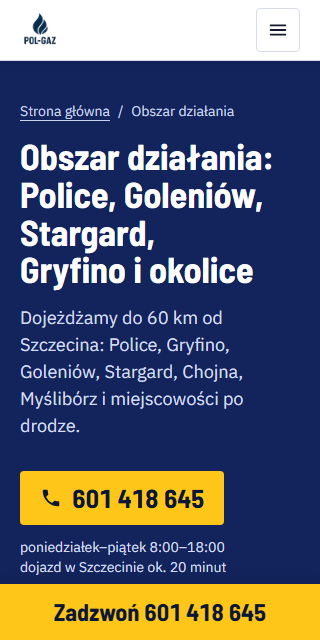 POL-GAZ
Strona główna / Obszar działania
Obszar działania:
Police, Goleniów,
Stargard,
Gryfino i okolice
Dojeżdżamy do 60 km od
Szczecina: Police, Gryfino,
Goleniów, Stargard, Chojna,
Myślibórz i miejscowości po
drodze.
601 418 645
poniedziałek–piątek 8:00–18:00
dojazd w Szczecinie ok. 20 minut
Zadzwoń 601 418 645